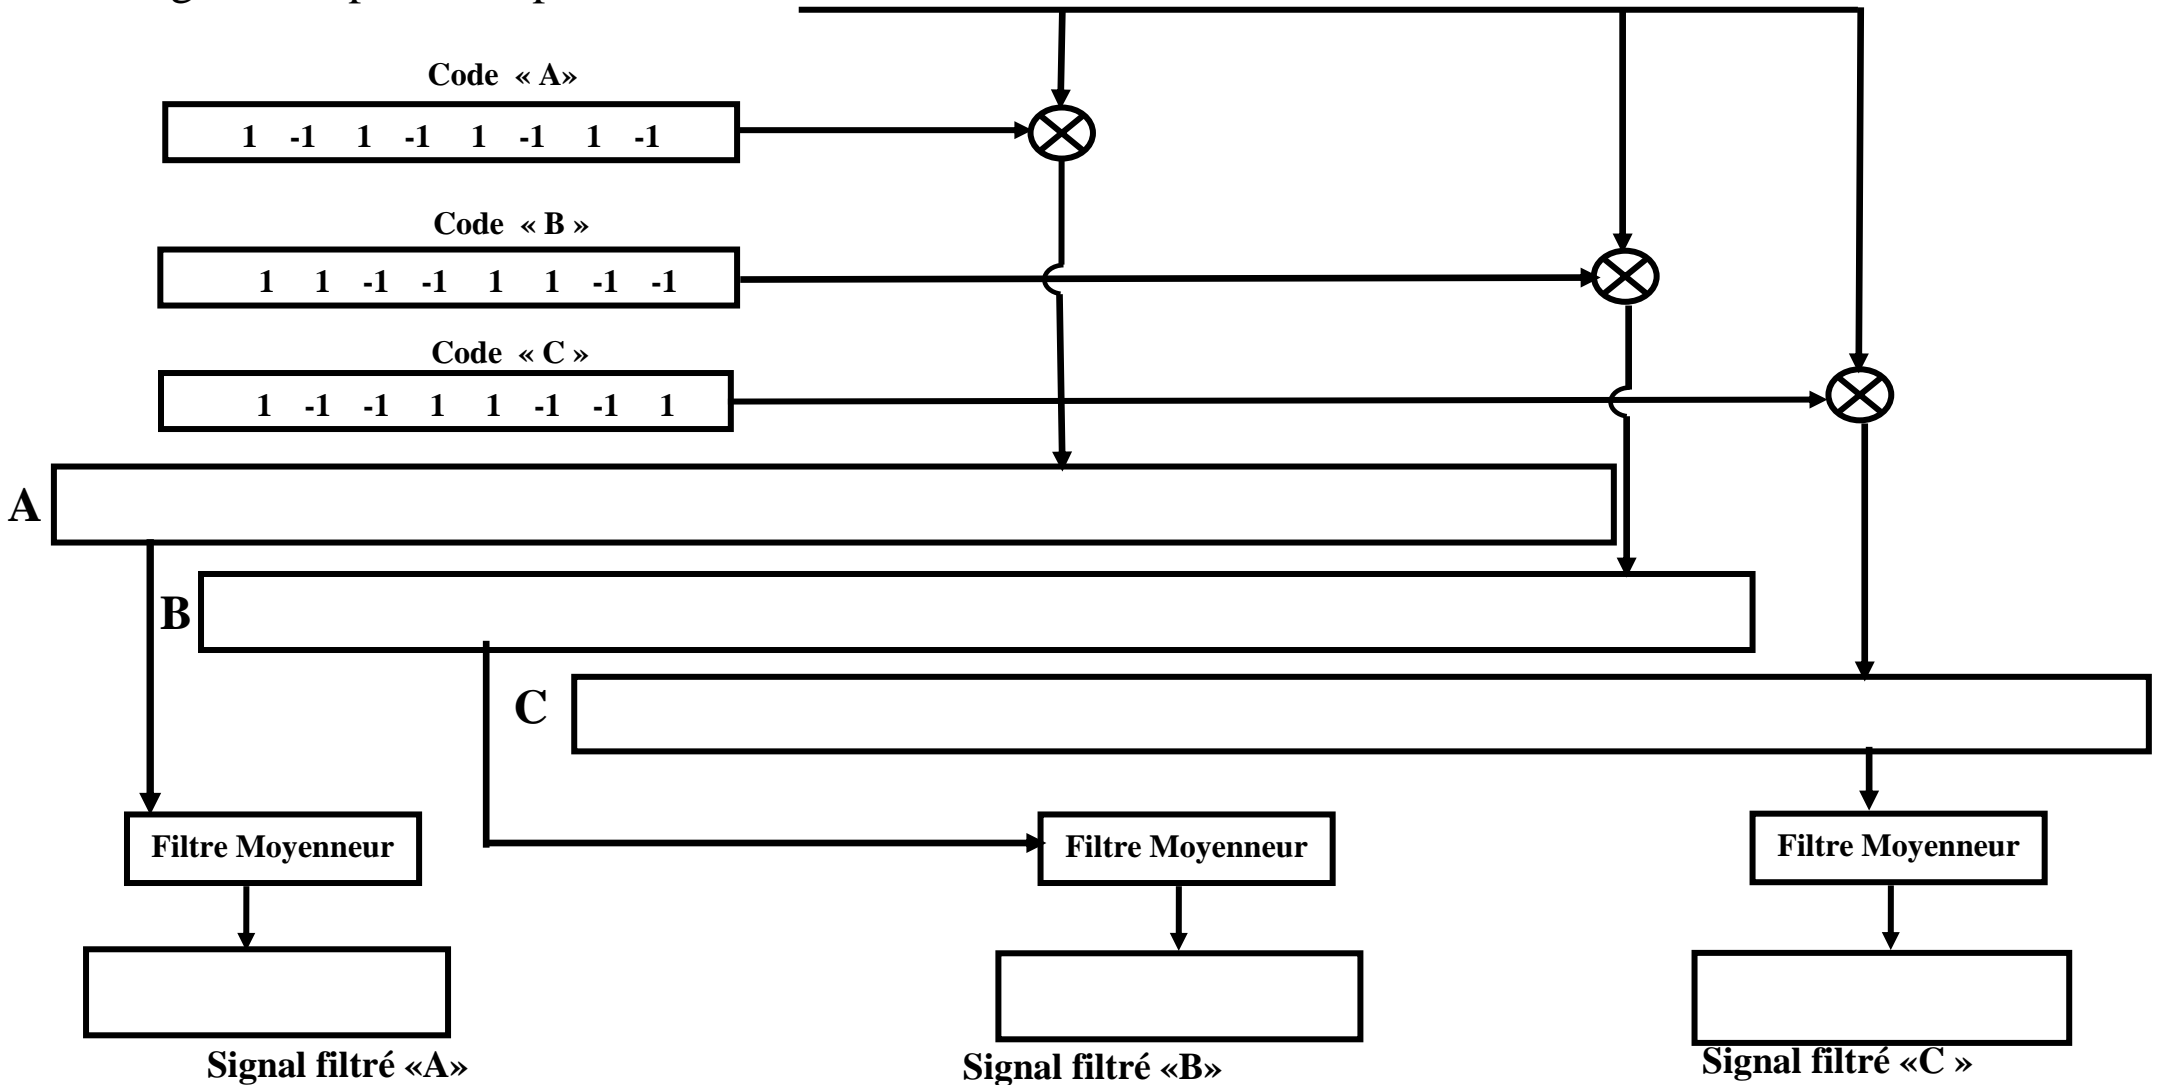 Code « A»
1 -1 1 -1 1 -1 1 -1
Code « B »
1 1 -1 -1 1 1 -1 -1
Code « C »
1 -1 -1 1 1 -1 -1 1
A
B
C
Filtre Moyenneur
Filtre Moyenneur
Filtre Moyenneur
Signal filtré «A»
Signal filtré «B»
Signal filtré «C »